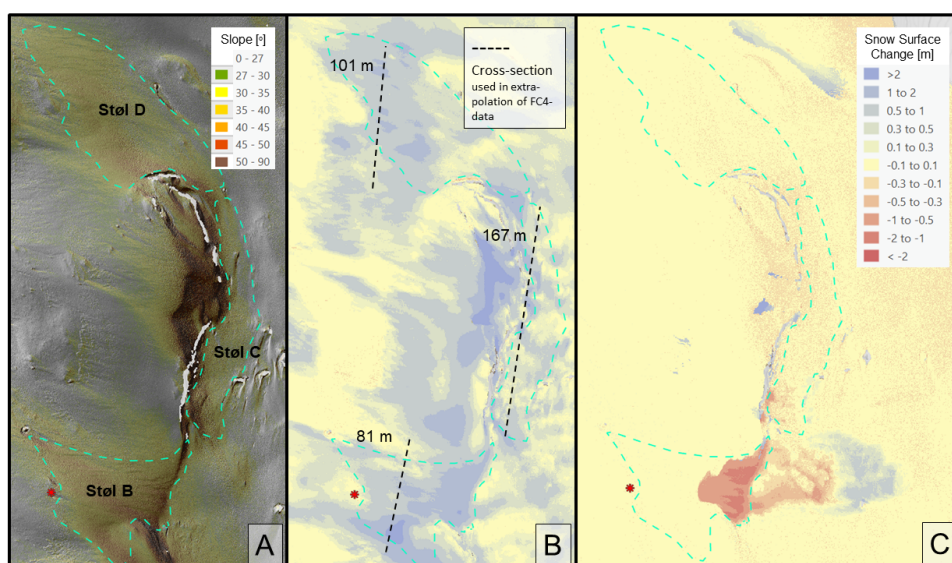 Slope [º]
0 - 27
27 - 30
30 - 35
35 - 40
40 - 45
45 - 50
50 - 90
Støl D
Støl C
Støl B
A
101 m
Cross-section
used in extra-
polation of FC4-
data
167 m
81 m
B
Snow Surface
Change [m]
>2
1 to 2
0.5 to 1
0.3 to 0.5
0.1 to 0.3
-0.1 to 0.1
-0.3 to -0.1
-0.5 to -0.3
-1 to -0.5
-2 to -1
< -2
C